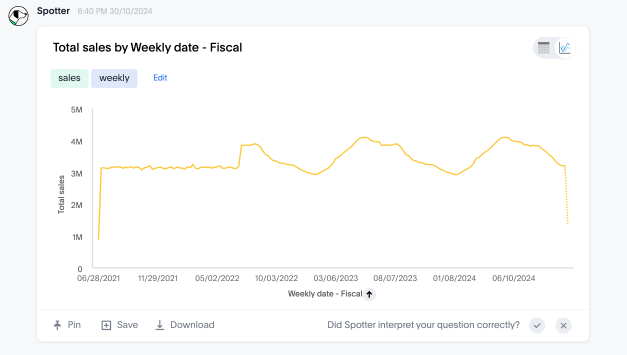 Spotter 6:40 PM 30/10/2024
Total sales by Weekly date - Fiscal
sales weekly Edit
5M
4M
3M
2M
1M
0
Total sales
06/28/2021 11/29/2021 05/02/2022 10/03/2022 03/06/2023 08/07/2023 01/08/2024 06/10/2024
Weekly date - Fiscal
Pin Save Download Did Spotter interpret your question correctly?